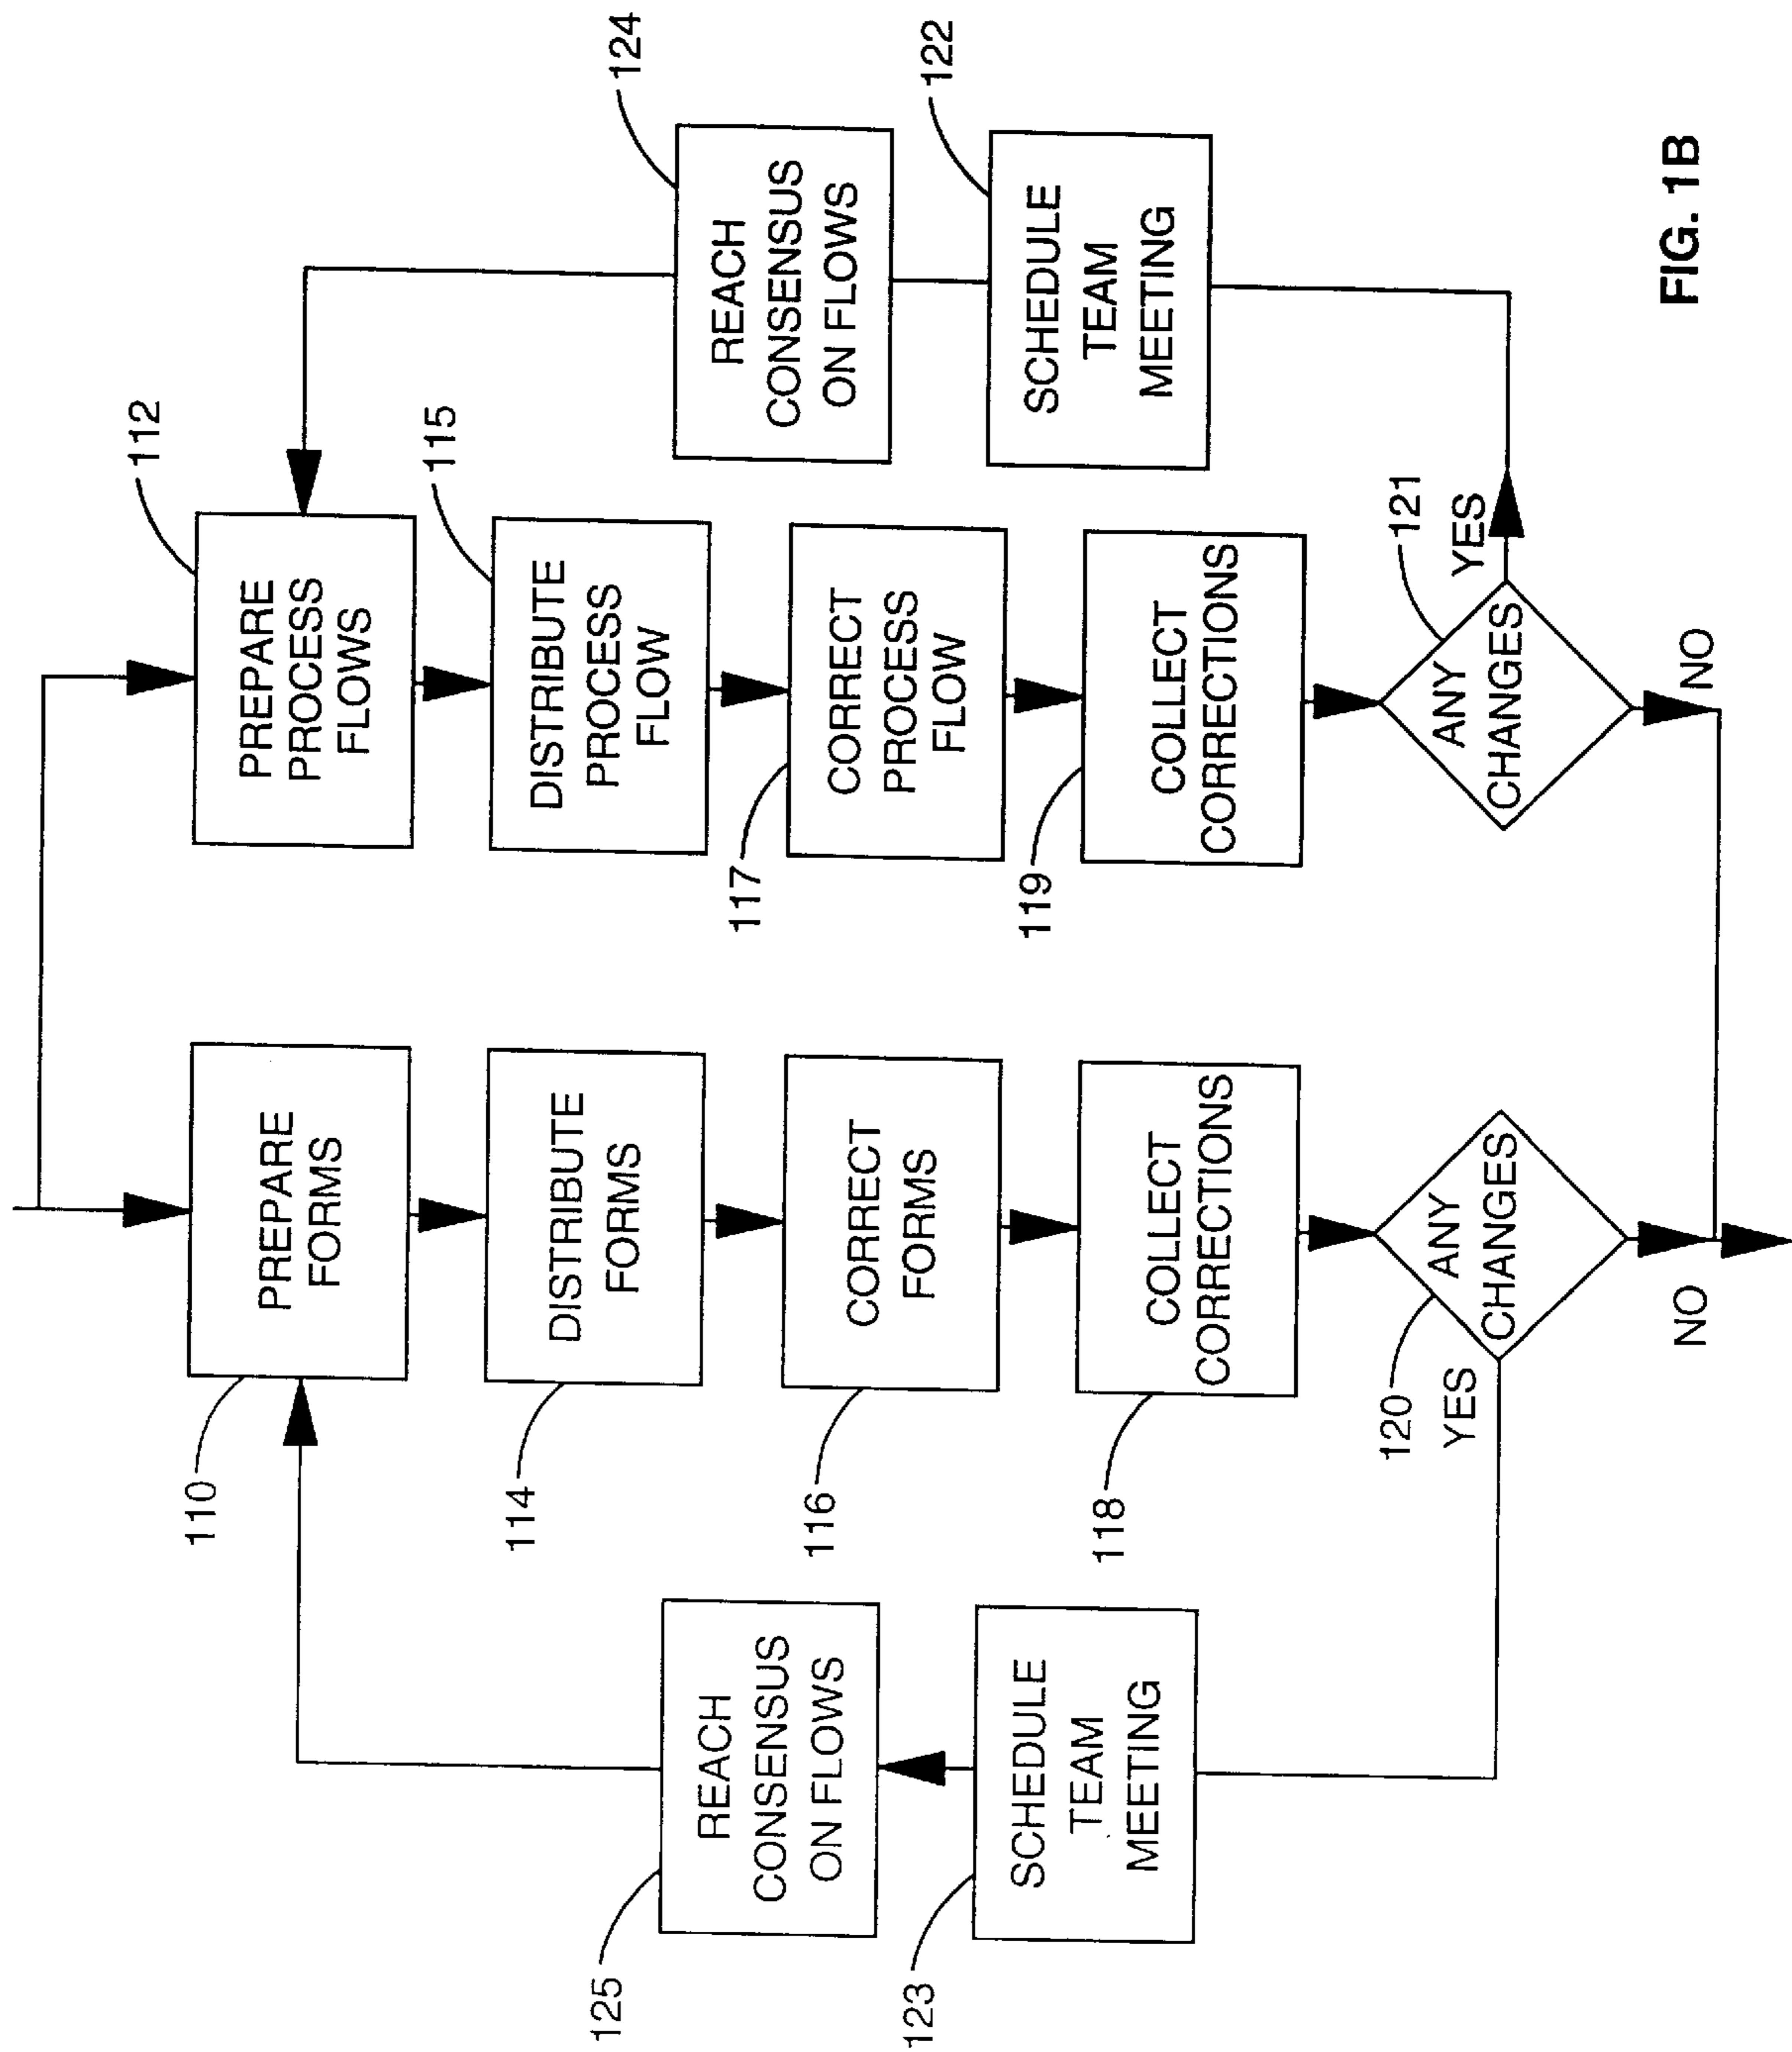 112
110
PREPARE
FORMS
PREPARE
PROCESS
FLOWS
115
114
DISTRIBUTE
FORMS
DISTRIBUTE
PROCESS
FLOW
125
REACH
CONSENSUS
ON FLOWS
124
REACH
CONSENSUS
ON FLOWS
116
CORRECT
FORMS
117
CORRECT
PROCESS
FLOW
123
SCHEDULE
TEAM
MEETING
122
SCHEDULE
TEAM
MEETING
118
COLLECT
CORRECTIONS
119
COLLECT
CORRECTIONS
120
YES
ANY
CHANGES
NO
121
YES
ANY
CHANGES
NO
FIG. 1B